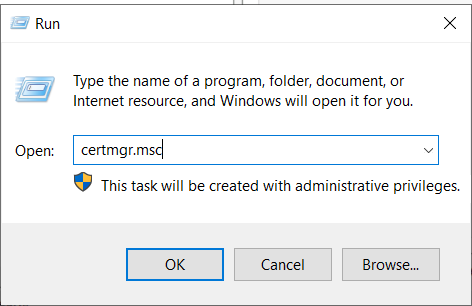 Run
Type the name of a program, folder, document, or
Internet resource, and Windows will open it for you.
Open: certmgr.msc
This task will be created with administrative privileges.
OK Cancel Browse...